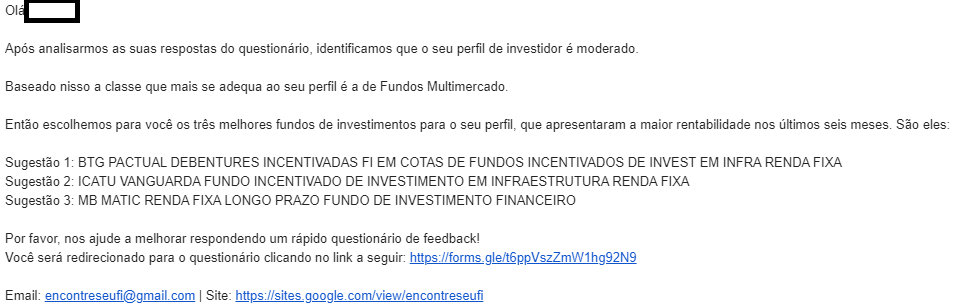 Olá
Após analisarmos as suas respostas do questionário, identificamos que o seu perfil de investidor é moderado.
Baseado nisso a classe que mais se adequa ao seu perfil é a de Fundos Multimercado.
Então escolhemos para você os três melhores fundos de investimentos para o seu perfil, que apresentaram a maior rentabilidade nos últimos seis meses. São eles:
Sugestão 1: BTG PACTUAL DEBENTURES INCENTIVADAS FI EM COTAS DE FUNDOS INCENTIVADOS DE INVEST EM INFRA RENDA FIXA
Sugestão 2: ICATU VANGUARDA FUNDO INCENTIVADO DE INVESTIMENTO EM INFRAESTRUTURA RENDA FIXA
Sugestão 3: MB MATIC RENDA FIXA LONGO PRAZO FUNDO DE INVESTIMENTO FINANCEIRO
Por favor, nos ajude a melhorar respondendo um rápido questionário de feedback!
Você será redirecionado para o questionário clicando no link a seguir: https://forms.gle/t6ppVszZmW1hg92N9
Email: encontreseufi@gmail.com | Site: https://sites.google.com/view/encontreseufi